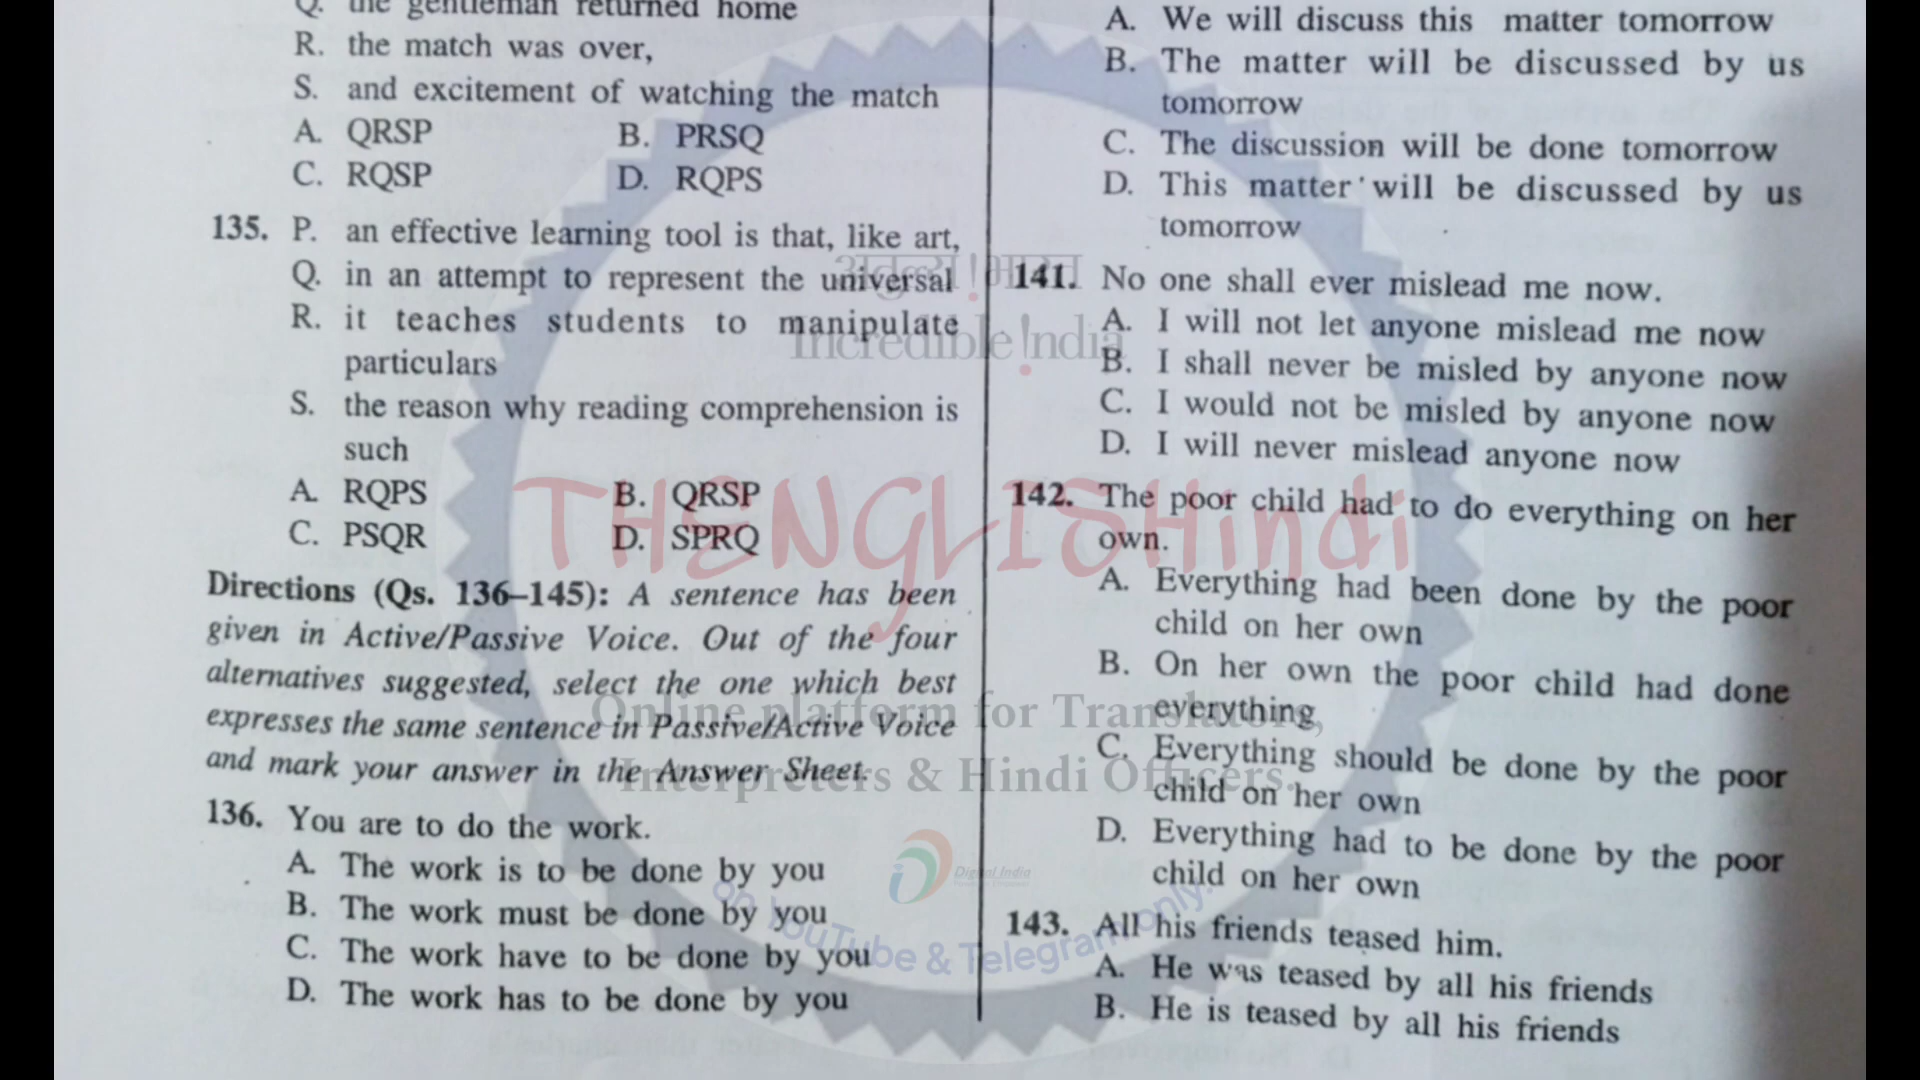 Q. the gentleman returned home
R. the match was over,
S. and excitement of watching the match
A. QRSP B. PRSQ
C. RQSP D. RQPS
135. P. an effective learning tool is that, like art,
Q. in an attempt to represent the universal
R. it teaches students to manipulate
particulars
S. the reason why reading comprehension is
such
A. RQPS B. QRSP
C. PSQR D. SPRQ
Directions (Qs. 136–145): A sentence has been
given in Active/Passive Voice. Out of the four
alternatives suggested, select the one which best
expresses the same sentence in Passive/Active Voice
and mark your answer in the Answer Sheet.
136. You are to do the work.
A. The work is to be done by you
B. The work must be done by you
C. The work have to be done by you
D. The work has to be done by you
A. We will discuss this matter tomorrow
B. The matter will be discussed by us
tomorrow
C. The discussion will be done tomorrow
D. This matter will be discussed by us
tomorrow
141. No one shall ever mislead me now.
A. I will not let anyone mislead me now
B. I shall never be misled by anyone now
C. I would not be misled by anyone now
D. I will never mislead anyone now
142. The poor child had to do everything on her
own.
A. Everything had been done by the poor
child on her own
B. On her own the poor child had done
everything
C. Everything should be done by the poor
child on her own
D. Everything had to be done by the poor
child on her own
143. All his friends teased him.
A. He was teased by all his friends
B. He is teased by all his friends
अतुल्य!भारत
Incredible!ndia
THENGLISHindi
Online platform for Translators,
Interpreters & Hindi Officers.
Digital India
on YouTube & Telegram only.